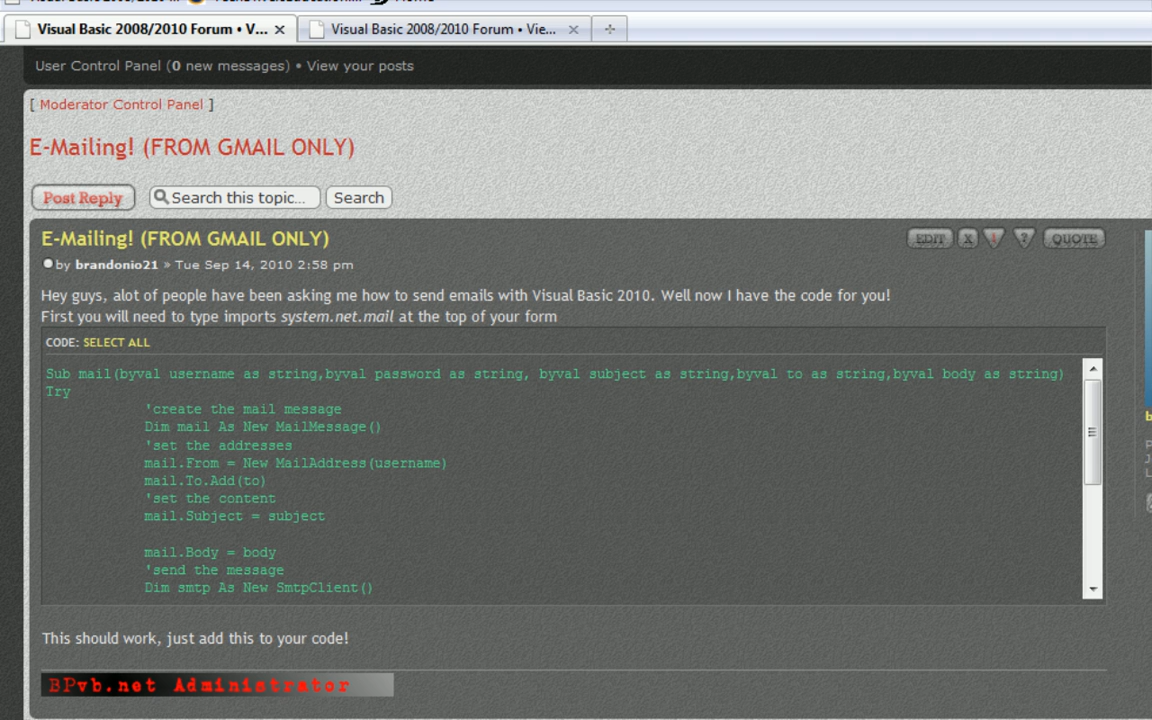 Visual Basic 2008/2010 Forum • V...
Visual Basic 2008/2010 Forum • Vie...
User Control Panel (0 new messages) • View your posts
[ Moderator Control Panel ]
E-Mailing! (FROM GMAIL ONLY)
Post Reply
Search this topic...
Search
E-Mailing! (FROM GMAIL ONLY)
EDIT X ! ? QUOTE
by brandonio21 » Tue Sep 14, 2010 2:58 pm
Hey guys, alot of people have been asking me how to send emails with Visual Basic 2010. Well now I have the code for you!
First you will need to type imports system.net.mail at the top of your form
CODE: SELECT ALL
Sub mail(byval username as string,byval password as string, byval subject as string,byval to as string,byval body as string)
Try
'create the mail message
Dim mail As New MailMessage()
'set the addresses
mail.From = New MailAddress(username)
mail.To.Add(to)
'set the content
mail.Subject = subject
mail.Body = body
'send the message
Dim smtp As New SmtpClient()
This should work, just add this to your code!
BPvb.net Administrator